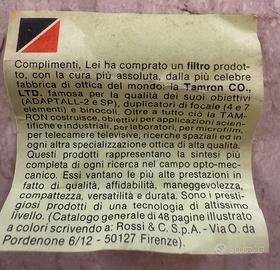 Complimenti, Lei ha comprato un filtro prodot-
to, con la cura più assoluta, dalla più celebre
fabbrica di ottica del mondo: la Tamron CO.,
LTD. famosa per la qualità dei suoi obiettivi
(ADAPTALL-2 e SP), duplicatori di focale (4 e 7
elementi) e binocoli. Oltre a tutto ciò la TAM-
RON costruisce, obiettivi per applicazioni scien-
tifiche e industriali, per laboratori, per microfilm,
per telecamere televisive, ricerche spaziali ed in
ogni altra specializzazione ottica di alta qualità.
Questi prodotti rappresentano la sintesi più
completa di ogni ricerca nel campo opto-mec-
canico. Essi vantano le più alte prestazioni in
fatto di qualità, affidabilità, maneggevolezza,
compattezza, versatilità e durata. Sono i presti-
giosi prodotti di una tecnologia di altissimo
livello. (Catalogo generale di 48 pagine illustrato
a colori scrivendo a: Rossi & C. S.p.A. - Via O. da
Pordenone 6/12 - 50127 Firenze).